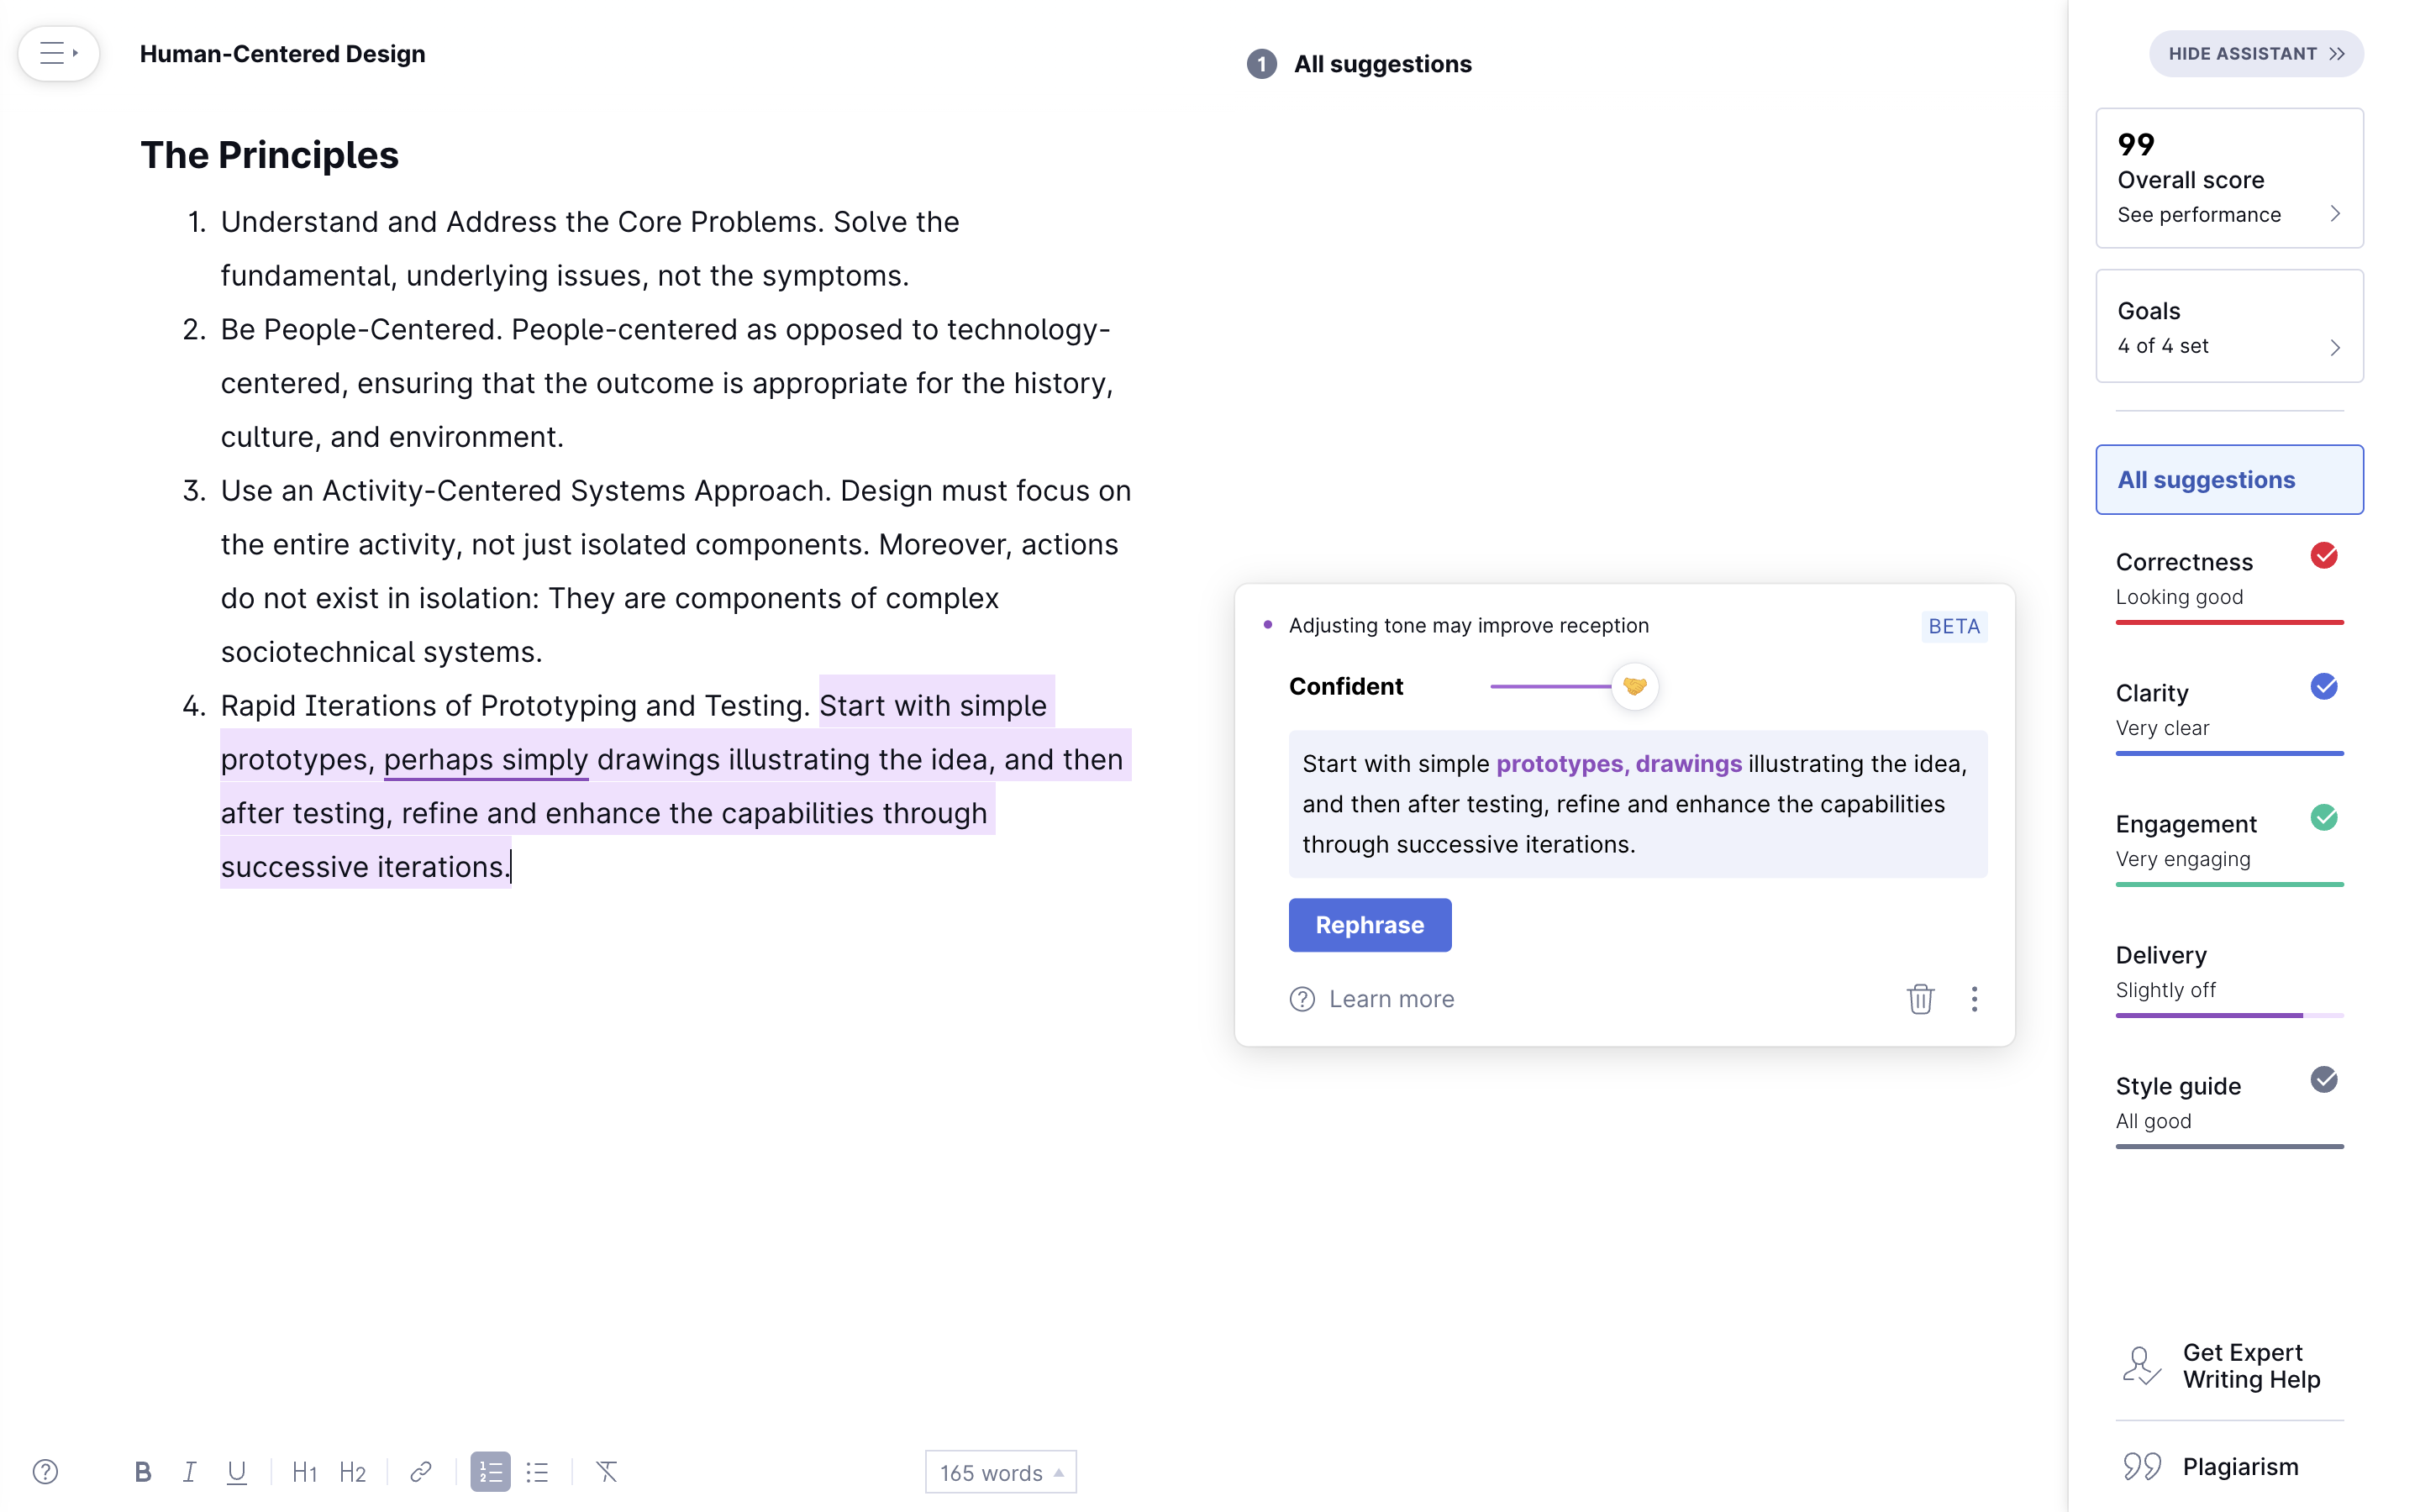 Human-Centered Design
The Principles
1. Understand and Address the Core Problems. Solve the
fundamental, underlying issues, not the symptoms.
2. Be People-Centered. People-centered as opposed to technology-
centered, ensuring that the outcome is appropriate for the history,
culture, and environment.
3. Use an Activity-Centered Systems Approach. Design must focus on
the entire activity, not just isolated components. Moreover, actions
do not exist in isolation: They are components of complex
sociotechnical systems.
4. Rapid Iterations of Prototyping and Testing. Start with simple
prototypes, perhaps simply drawings illustrating the idea, and then
after testing, refine and enhance the capabilities through
successive iterations.
B I U H1 H2
165 words
1 All suggestions
Adjusting tone may improve reception
BETA
Confident
Start with simple prototypes, drawings illustrating the idea,
and then after testing, refine and enhance the capabilities
through successive iterations.
Rephrase
Learn more
HIDE ASSISTANT
99
Overall score
See performance
Goals
4 of 4 set
All suggestions
Correctness
Looking good
Clarity
Very clear
Engagement
Very engaging
Delivery
Slightly off
Style guide
All good
Get Expert
Writing Help
Plagiarism